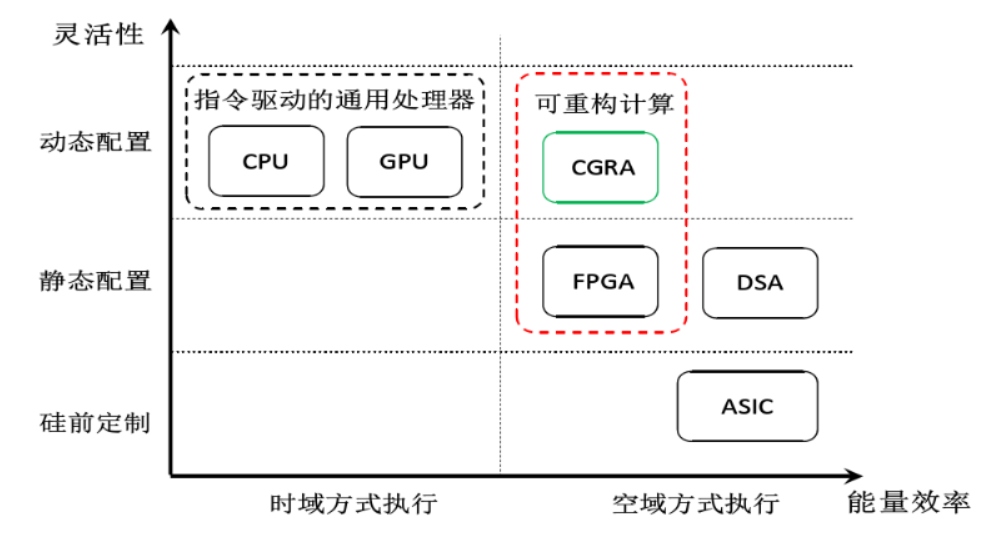 灵活性
指令驱动的通用处理器
可重构计算
动态配置
CPU
GPU
CGRA
静态配置
FPGA
DSA
硅前定制
ASIC
时域方式执行
空域方式执行
能量效率